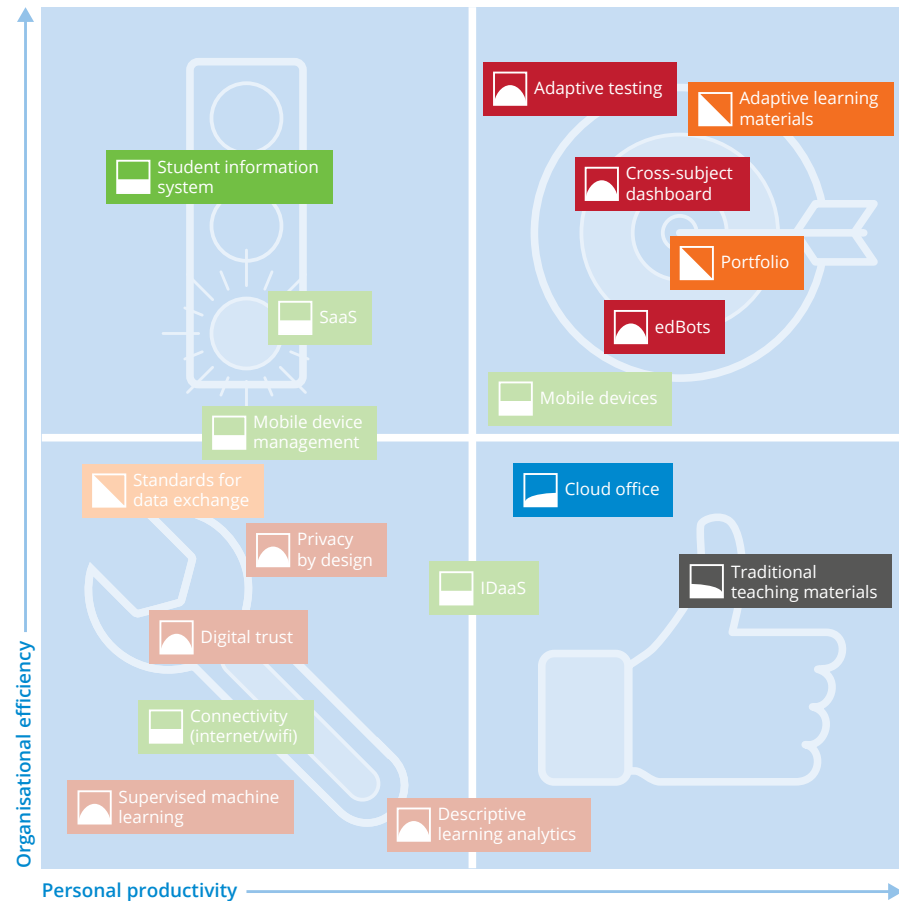 Adaptive testing
Adaptive learning
materials
Student information
system
Cross-subject
dashboard
Portfolio
SaaS
edBots
Mobile devices
Mobile device
management
Standards for
data exchange
Cloud office
Privacy
by design
IDaaS
Traditional
teaching materials
Digital trust
Connectivity
(internet/wifi)
Supervised machine
learning
Descriptive
learning analytics
Organisational efficiency
Personal productivity